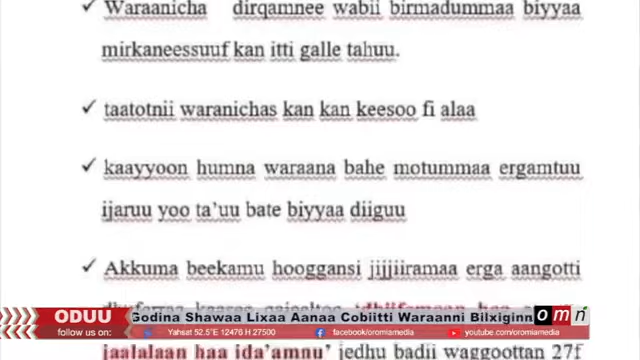 ✓ Waraanicha dirqamnee wabii birmadummaa biyyaa
mirkaneessuuf kan itti galle tahuu.
✓ taatotnii waranichas kan kan keesoo fi alaa
✓ kaayyoon humna waraana bahe motummaa ergamtuu
ijaruu yoo ta'uu bate biyyaa diiguu
✓ Akkuma beekamu hooggansi jijjiiramaa erga aangotti
ODUU
Godina Shawaa Lixaa Aanaa Cobiitti Waraanni Bilxiginn
omn
follow us on:
Yahsat 52.5°E 12476 H 27500
facebook/oromiamedia
youtube.com/oromiamedia
jaalalaan haa ida'amnu' jedhu badii waggoottan 27f